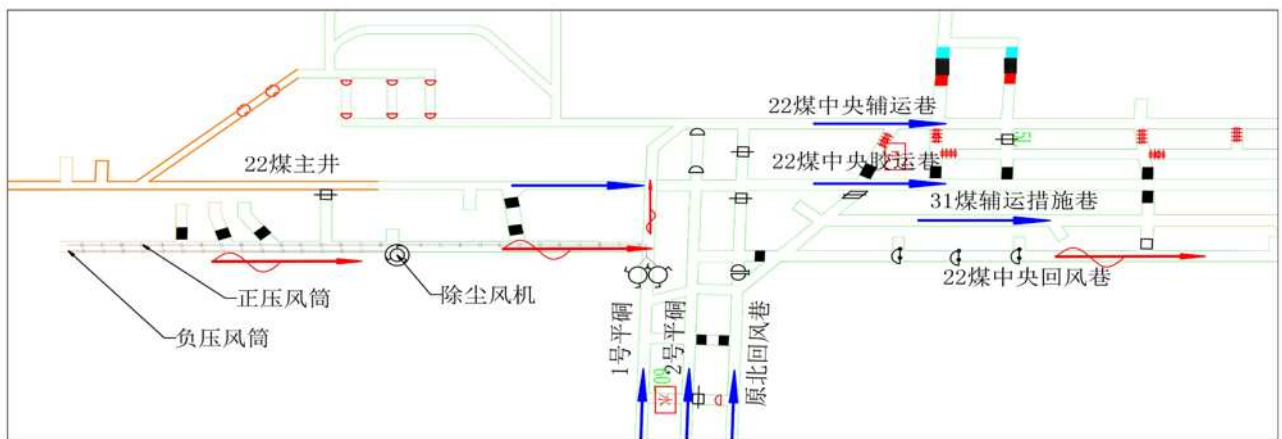 22煤中央辅运巷
22煤主井
22煤中央胶运巷
31煤辅运措施巷
22煤中央回风巷
正压风筒
除尘风机
负压风筒
1号平硐
2号平硐
原北回风巷
60
水